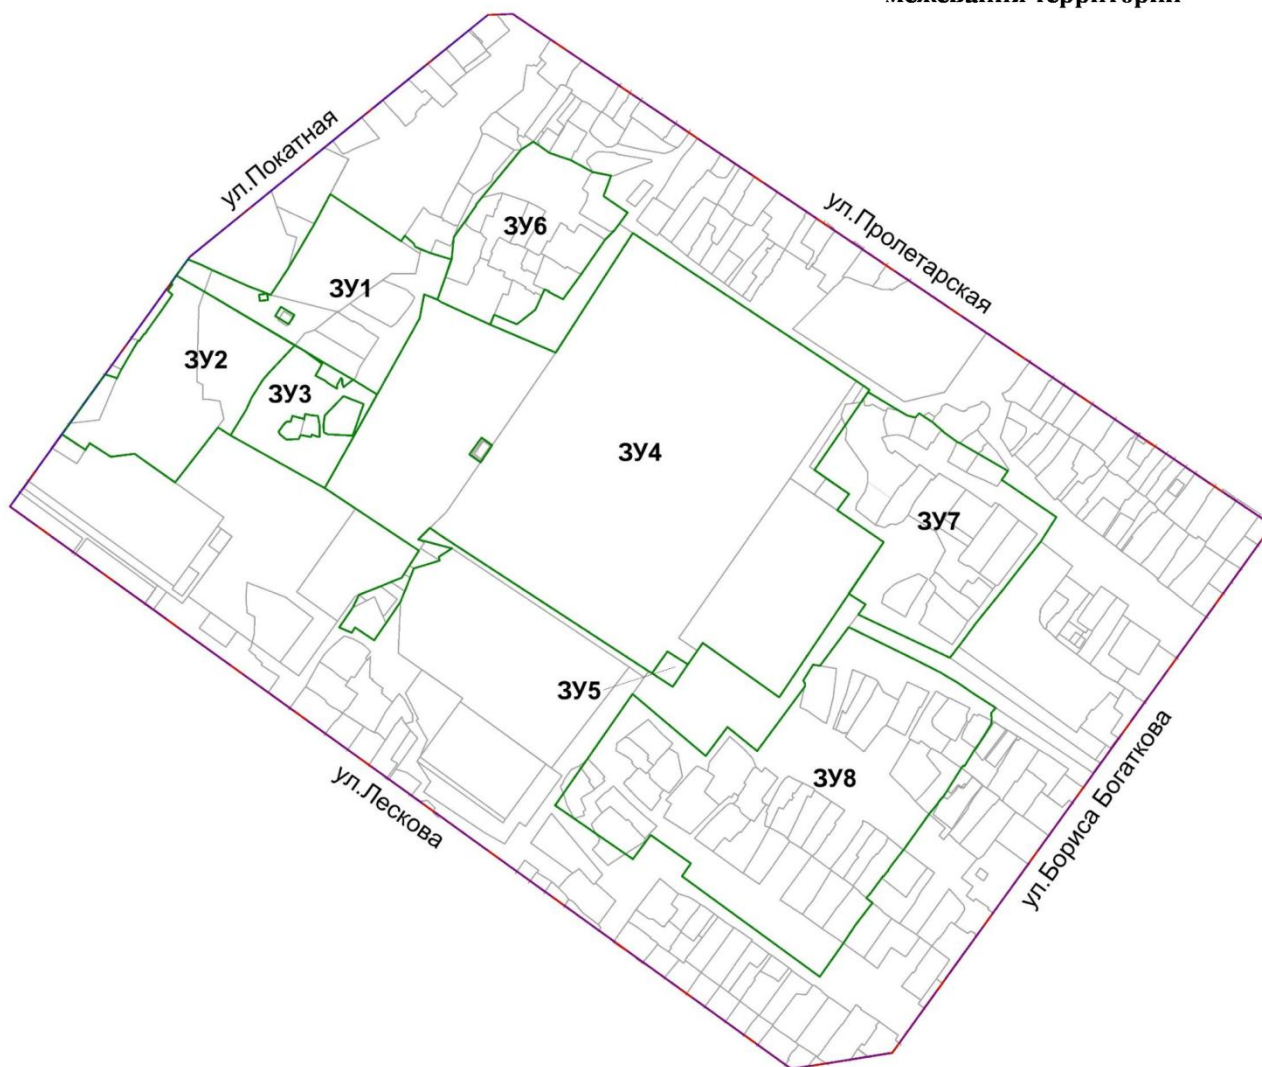 межевания территории
ул.Покатная
ул.Пролетарская
ЗУ6
ЗУ1
ЗУ2
ЗУ3
ЗУ4
ЗУ7
ЗУ5
ЗУ8
ул.Лескова
ул.Бориса Богаткова